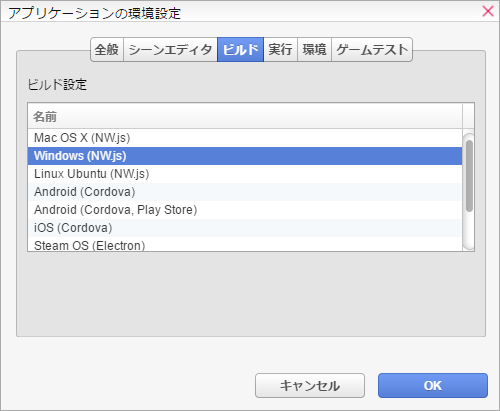 アプリケーションの環境設定
全般 シーンエディタ ビルド 実行 環境 ゲームテスト
ビルド設定
名前
Mac OS X (NW.js)
Windows (NW.js)
Linux Ubuntu (NW.js)
Android (Cordova)
Android (Cordova, Play Store)
iOS (Cordova)
Steam OS (Electron)
キャンセル OK